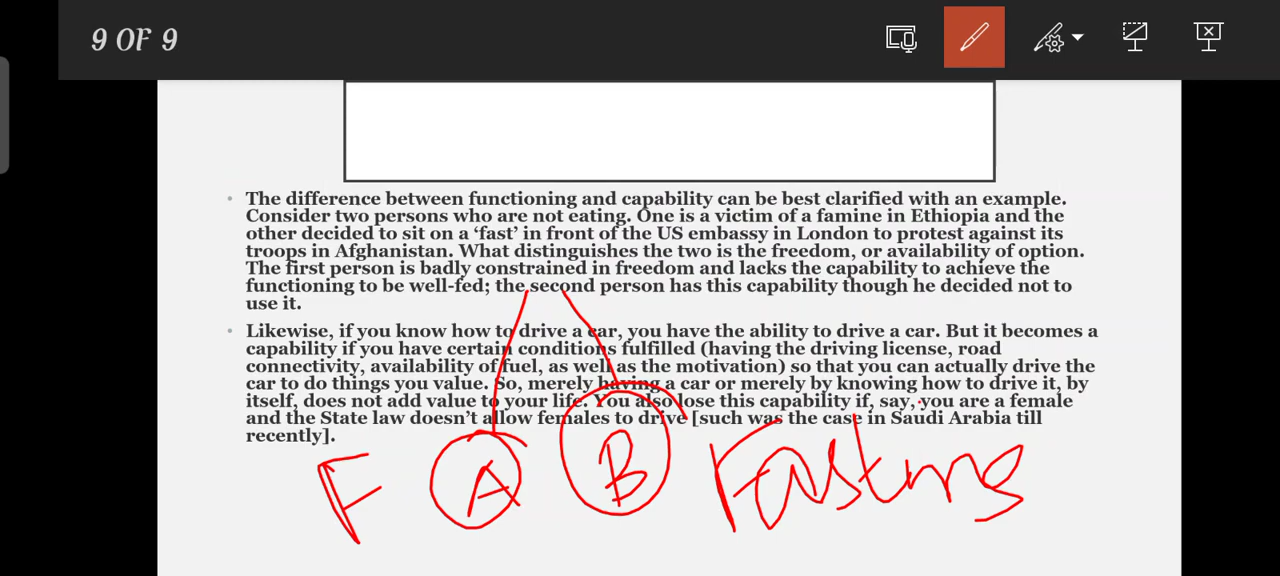 9 OF 9
• The difference between functioning and capability can be best clarified with an example.
Consider two persons who are not eating. One is a victim of a famine in Ethiopia and the
other decided to sit on a ‘fast’ in front of the US embassy in London to protest against its
troops in Afghanistan. What distinguishes the two is the freedom, or availability of option.
The first person is badly constrained in freedom and lacks the capability to achieve the
functioning to be well-fed; the second person has this capability though he decided not to
use it.
• Likewise, if you know how to drive a car, you have the ability to drive a car. But it becomes a
capability if you have certain conditions fulfilled (having the driving license, road
connectivity, availability of fuel, as well as the motivation) so that you can actually drive the
car to do things you value. So, merely having a car or merely by knowing how to drive it, by
itself, does not add value to your life. You also lose this capability if, say, you are a female
and the State law doesn't allow females to drive [such was the case in Saudi Arabia till
recently].
F A B Fasting